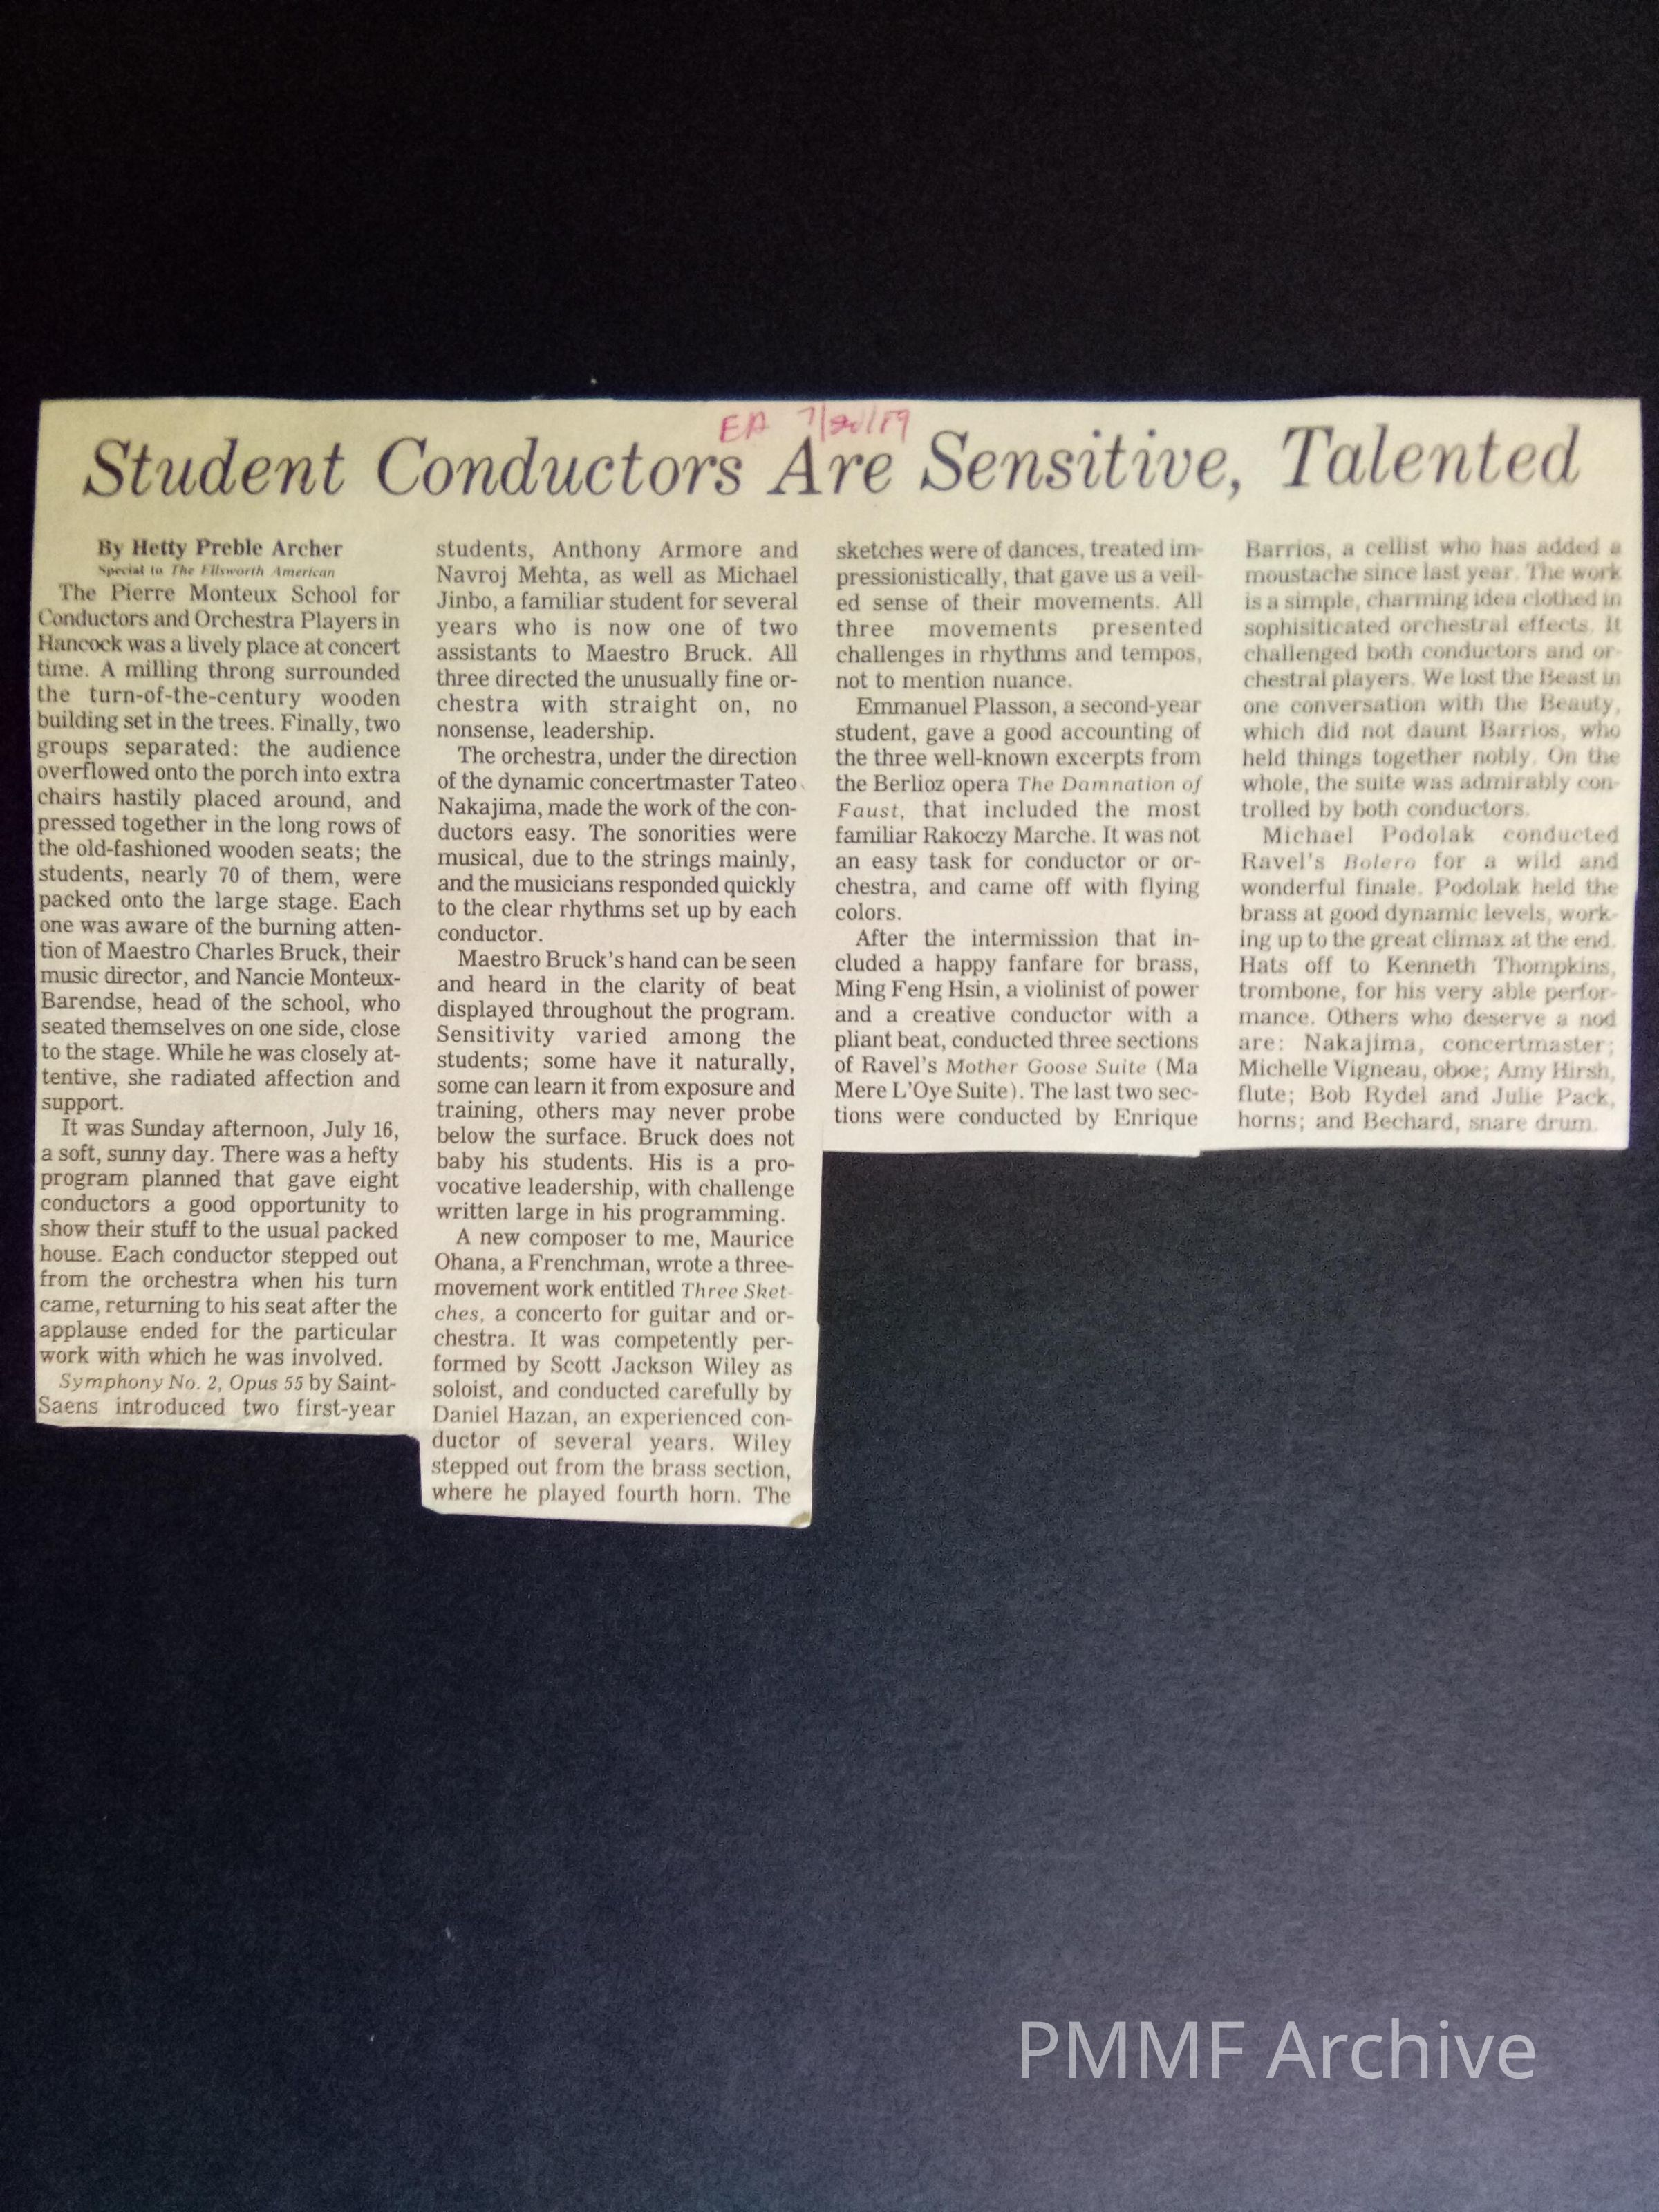 EA 7/20/89
Student Conductors Are Sensitive, Talented
By Hetty Preble Archer
Special to The Ellsworth American
The Pierre Monteux School for
Conductors and Orchestra Players in
Hancock was a lively place at concert
time. A milling throng surrounded
the turn-of-the-century wooden
building set in the trees. Finally, two
groups separated: the audience
overflowed onto the porch into extra
chairs hastily placed around, and
pressed together in the long rows of
the old-fashioned wooden seats; the
students, nearly 70 of them, were
packed onto the large stage. Each
one was aware of the burning atten-
tion of Maestro Charles Bruck, their
music director, and Nancie Monteux-
Barendse, head of the school, who
seated themselves on one side, close
to the stage. While he was closely at-
tentive, she radiated affection and
support.
It was Sunday afternoon, July 16,
a soft, sunny day. There was a hefty
program planned that gave eight
conductors a good opportunity to
show their stuff to the usual packed
house. Each conductor stepped out
from the orchestra when his turn
came, returning to his seat after the
applause ended for the particular
work with which he was involved.
Symphony No. 2, Opus 55 by Saint-
Saens introduced two first-year
students, Anthony Armore and
Navroj Mehta, as well as Michael
Jinbo, a familiar student for several
years who is now one of two
assistants to Maestro Bruck. All
three directed the unusually fine or-
chestra with straight on, no
nonsense, leadership.
The orchestra, under the direction
of the dynamic concertmaster Tateo
Nakajima, made the work of the con-
ductors easy. The sonorities were
musical, due to the strings mainly,
and the musicians responded quickly
to the clear rhythms set up by each
conductor.
Maestro Bruck's hand can be seen
and heard in the clarity of beat
displayed throughout the program.
Sensitivity varied among the
students; some have it naturally,
some can learn it from exposure and
training, others may never probe
below the surface. Bruck does not
baby his students. His is a pro-
vocative leadership, with challenge
written large in his programming.
A new composer to me, Maurice
Ohana, a Frenchman, wrote a three-
movement work entitled Three Sket-
ches, a concerto for guitar and or-
chestra. It was competently per-
formed by Scott Jackson Wiley as
soloist, and conducted carefully by
Daniel Hazan, an experienced con-
ductor of several years. Wiley
stepped out from the brass section,
where he played fourth horn. The
sketches were of dances, treated im-
pressionistically, that gave us a veil-
ed sense of their movements. All
three movements presented
challenges in rhythms and tempos,
not to mention nuance.
Emmanuel Plasson, a second-year
student, gave a good accounting of
the three well-known excerpts from
the Berlioz opera The Damnation of
Faust, that included the most
familiar Rakoczy Marche. It was not
an easy task for conductor or or-
chestra, and came off with flying
colors.
After the intermission that in-
cluded a happy fanfare for brass,
Ming Feng Hsin, a violinist of power
and a creative conductor with a
pliant beat, conducted three sections
of Ravel's Mother Goose Suite (Ma
Mere L'Oye Suite). The last two sec-
tions were conducted by Enrique
Barrios, a cellist who has added a
moustache since last year. The work
is a simple, charming idea clothed in
sophisiticated orchestral effects. It
challenged both conductors and or-
chestral players. We lost the Beast in
one conversation with the Beauty,
which did not daunt Barrios, who
held things together nobly. On the
whole, the suite was admirably con-
trolled by both conductors.
Michael Podolak conducted
Ravel's Bolero for a wild and
wonderful finale. Podolak held the
brass at good dynamic levels, work-
ing up to the great climax at the end.
Hats off to Kenneth Thompkins,
trombone, for his very able perfor-
mance. Others who deserve a nod
are: Nakajima, concertmaster;
Michelle Vigneau, oboe; Amy Hirsh,
flute; Bob Rydel and Julie Pack,
horns; and Bechard, snare drum.
PMMF Archive